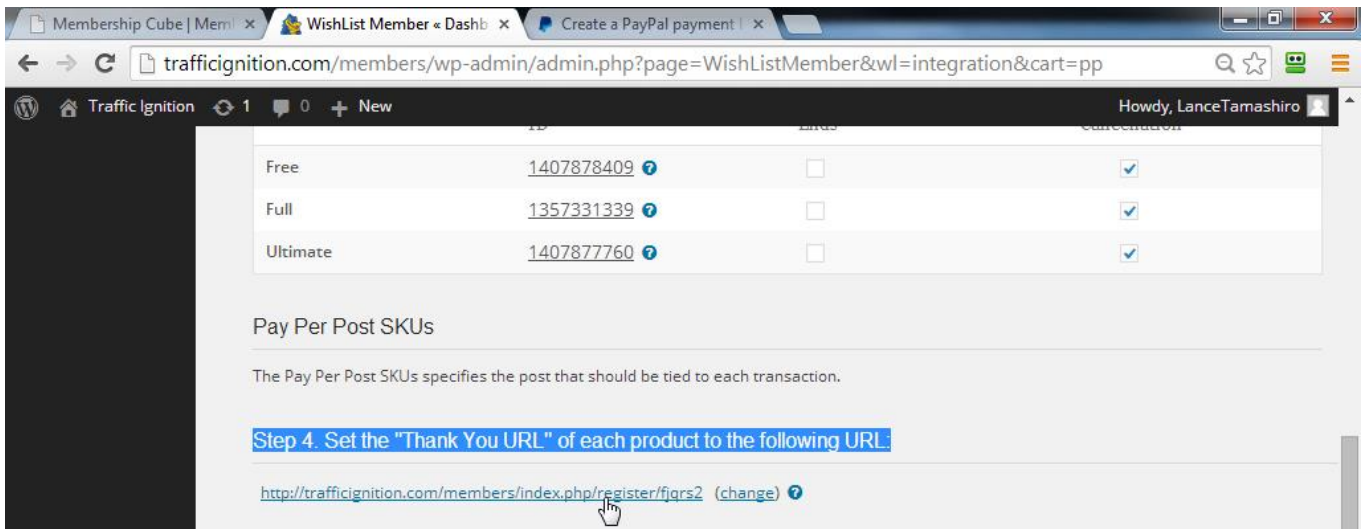 Membership Cube | Mem
WishList Member « Dashb
Create a PayPal payment
trafficignition.com/members/wp-admin/admin.php?page=WishListMember&wl=integration&cart=pp
Traffic Ignition 1 0 + New Howdy, LanceTamashiro
ID Ends Cancellation
Free 1407878409
Full 1357331339
Ultimate 1407877760
Pay Per Post SKUs
The Pay Per Post SKUs specifies the post that should be tied to each transaction.
Step 4. Set the "Thank You URL" of each product to the following URL:
http://trafficignition.com/members/index.php/register/fjqrs2 (change)